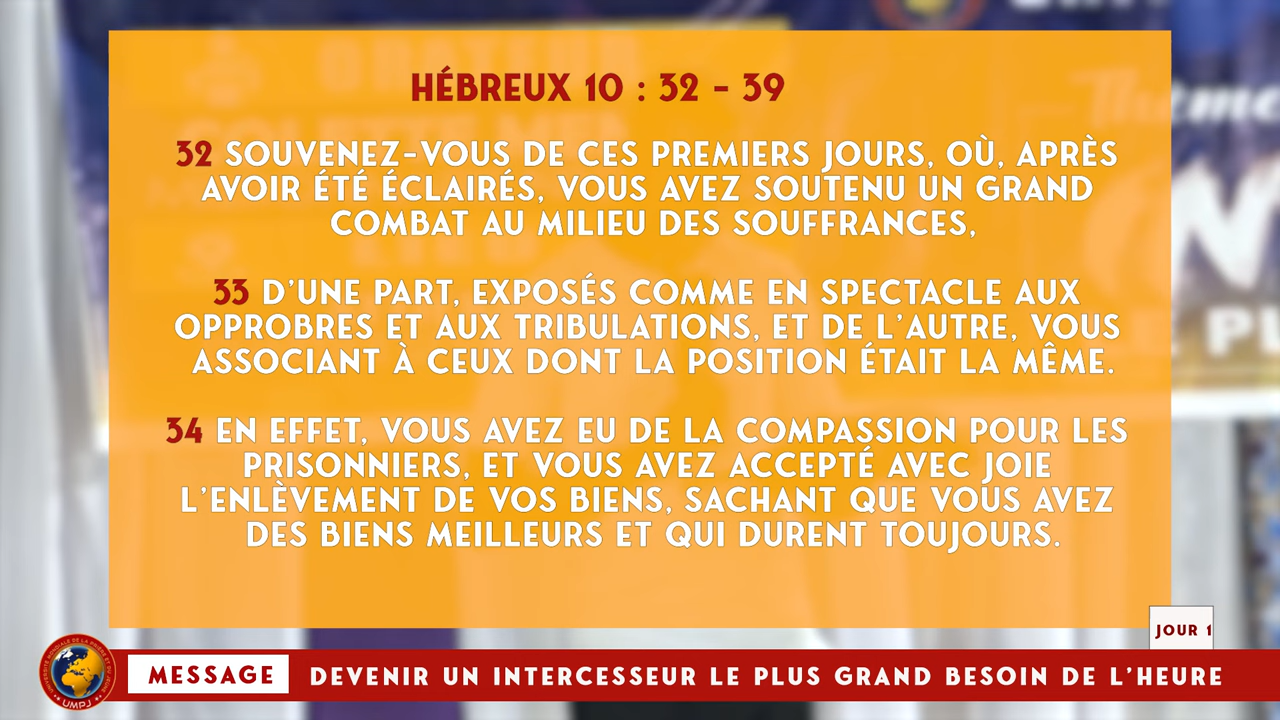 HÉBREUX 10 : 32 - 39
32 SOUVENEZ-VOUS DE CES PREMIERS JOURS, OÙ, APRÈS
AVOIR ÉTÉ ÉCLAIRÉS, VOUS AVEZ SOUTENU UN GRAND
COMBAT AU MILIEU DES SOUFFRANCES,
33 D'UNE PART, EXPOSÉS COMME EN SPECTACLE AUX
OPPROBRES ET AUX TRIBULATIONS, ET DE L'AUTRE, VOUS
ASSOCIANT À CEUX DONT LA POSITION ÉTAIT LA MÊME.
34 EN EFFET, VOUS AVEZ EU DE LA COMPASSION POUR LES
PRISONNIERS, ET VOUS AVEZ ACCEPTÉ AVEC JOIE
L'ENLÈVEMENT DE VOS BIENS, SACHANT QUE VOUS AVEZ
DES BIENS MEILLEURS ET QUI DURENT TOUJOURS.
JOUR 1
MESSAGE DEVENIR UN INTERCESSEUR LE PLUS GRAND BESOIN DE L'HEURE
UMPJ